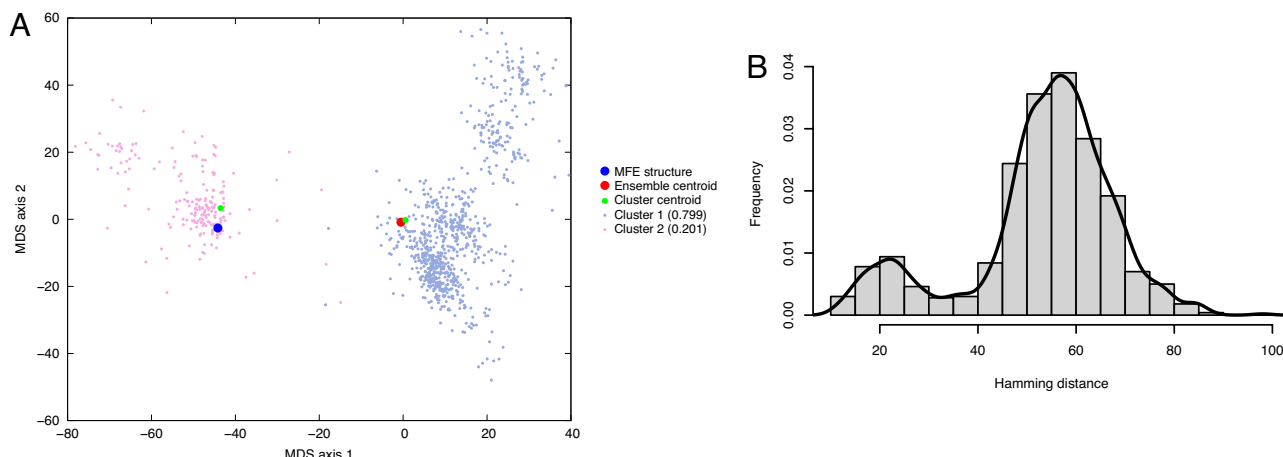 A
60
40
20
0
−20
−40
−60
−80
−60
−40
−20
0
20
40
MDS axis 2
MDS axis 1
MFE structure
Ensemble centroid
Cluster centroid
Cluster 1 (0.799)
Cluster 2 (0.201)
B
0.04
0.03
0.02
0.01
0.00
Frequency
20
40
60
80
100
Hamming distance